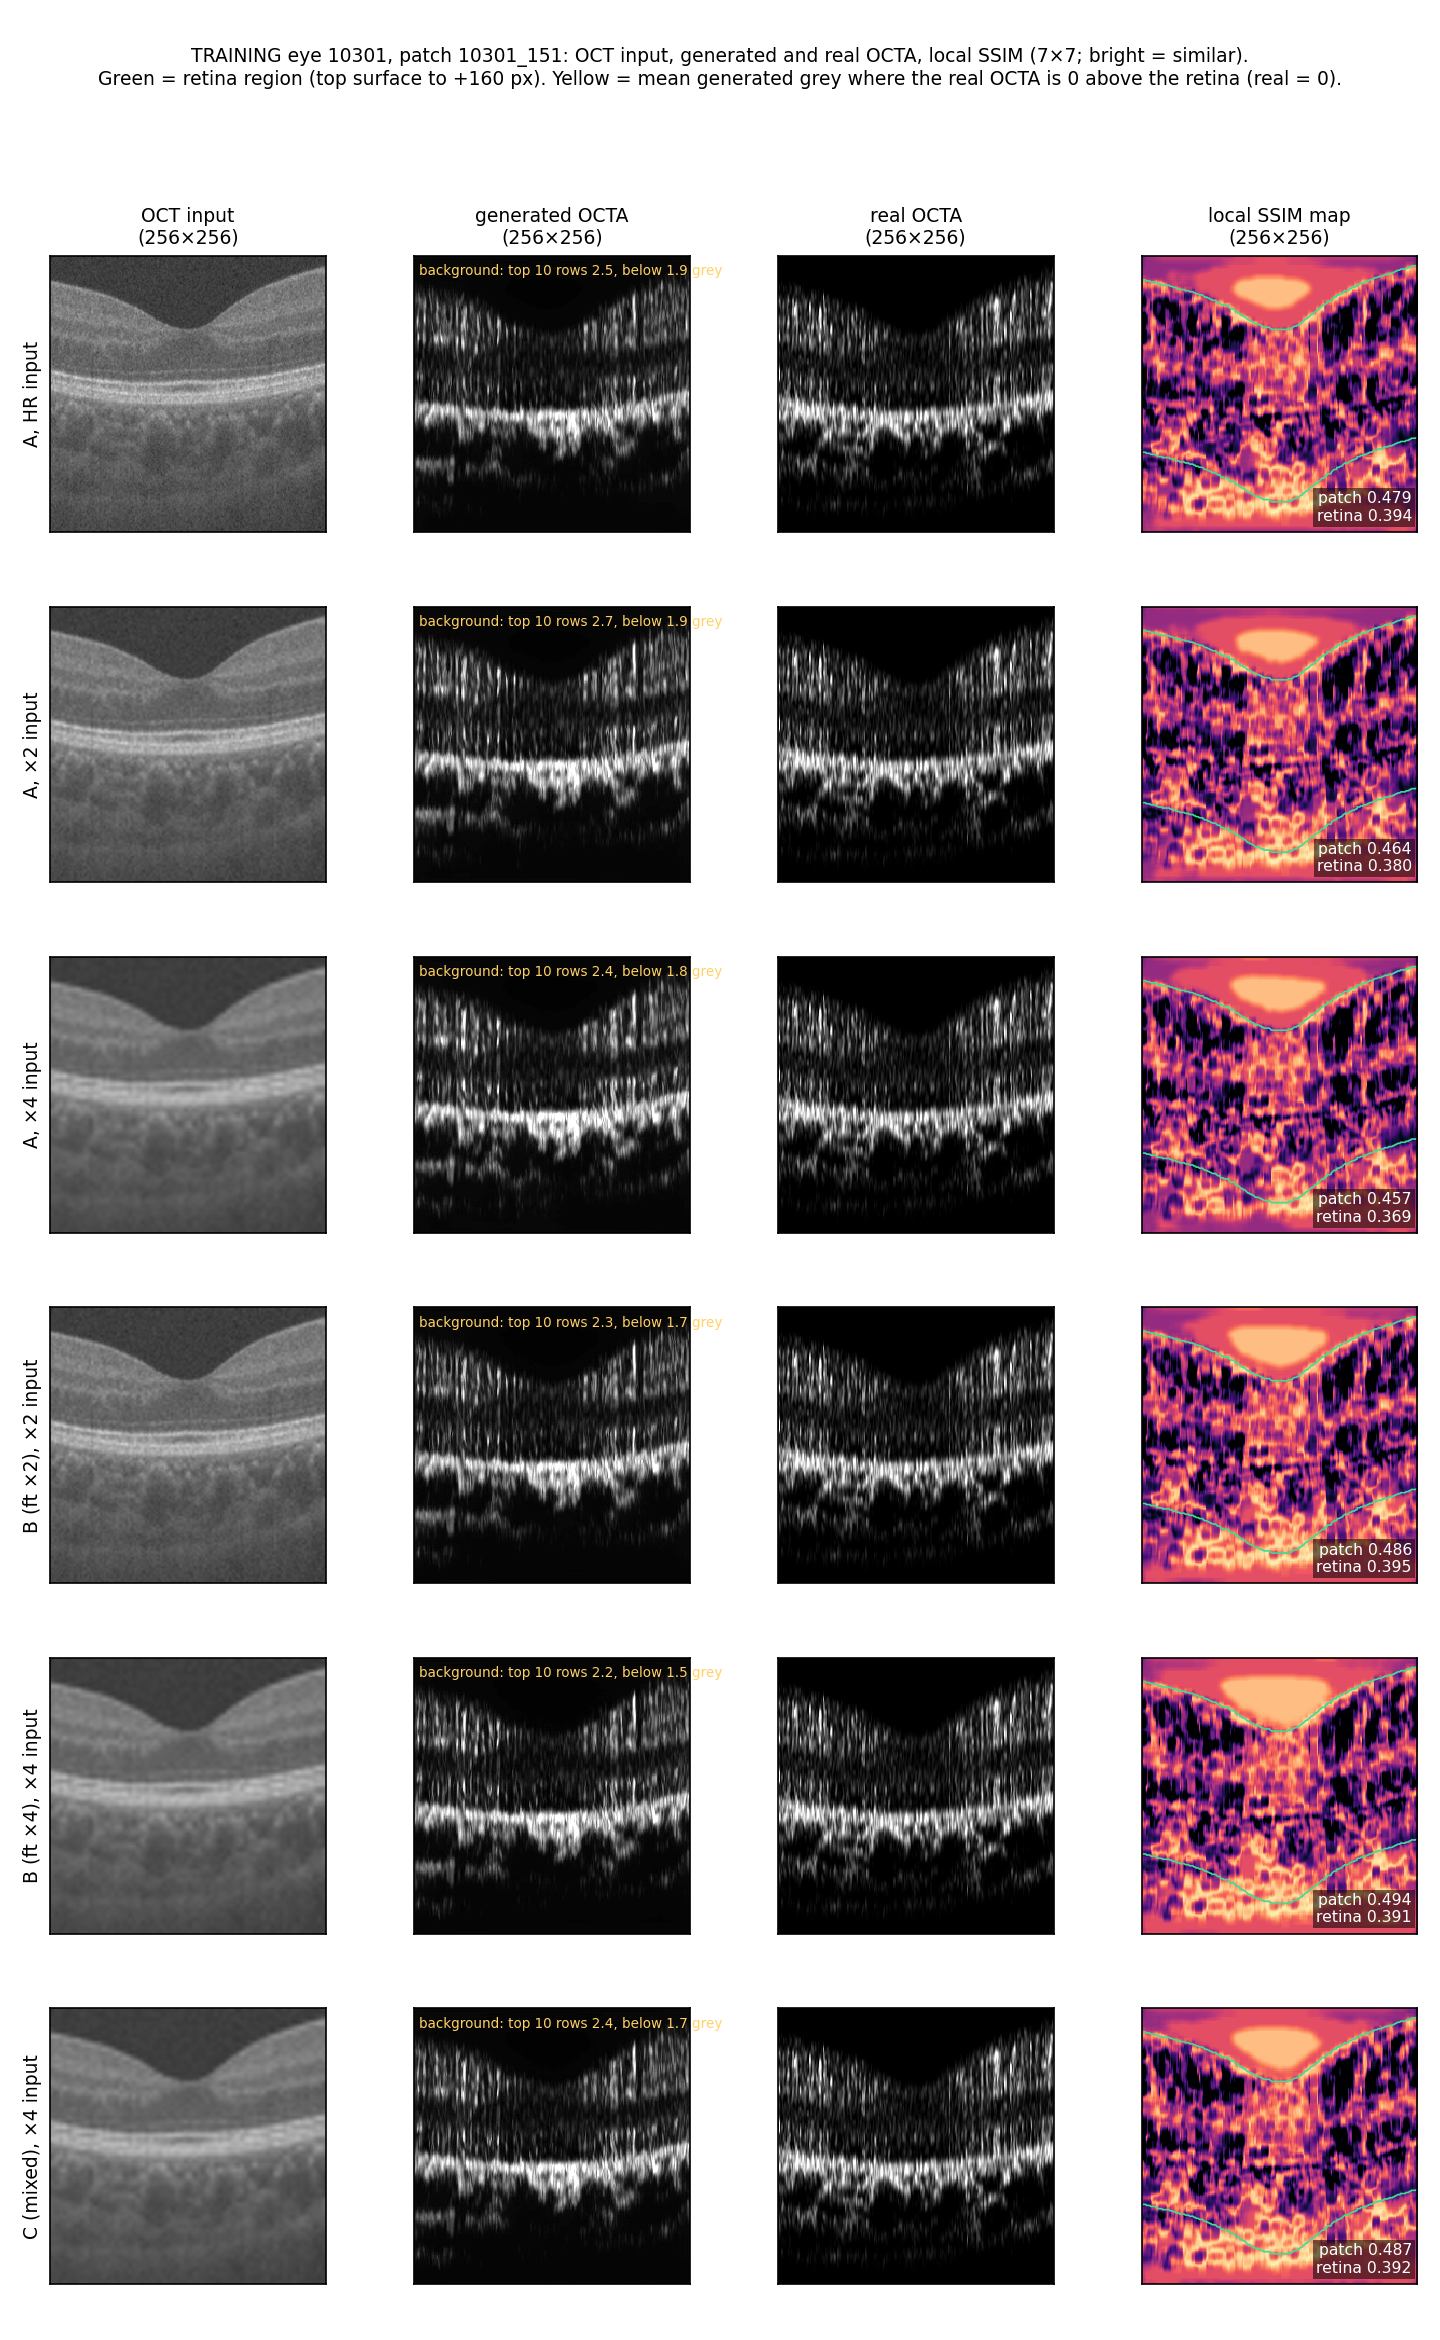 TRAINING eye 10301, patch 10301_151: OCT input, generated and real OCTA, local SSIM (7×7; bright = similar).
Green = retina region (top surface to +160 px). Yellow = mean generated grey where the real OCTA is 0 above the retina (real = 0).
OCT input
(256×256)
generated OCTA
(256×256)
real OCTA
(256×256)
local SSIM map
(256×256)
A, HR input
background: top 10 rows 2.5, below 1.9 grey
patch 0.479
retina 0.394
A, ×2 input
background: top 10 rows 2.7, below 1.9 grey
patch 0.464
retina 0.380
A, ×4 input
background: top 10 rows 2.4, below 1.8 grey
patch 0.457
retina 0.369
B (ft ×2), ×2 input
background: top 10 rows 2.3, below 1.7 grey
patch 0.486
retina 0.395
B (ft ×4), ×4 input
background: top 10 rows 2.2, below 1.5 grey
patch 0.494
retina 0.391
C (mixed), ×4 input
background: top 10 rows 2.4, below 1.7 grey
patch 0.487
retina 0.392